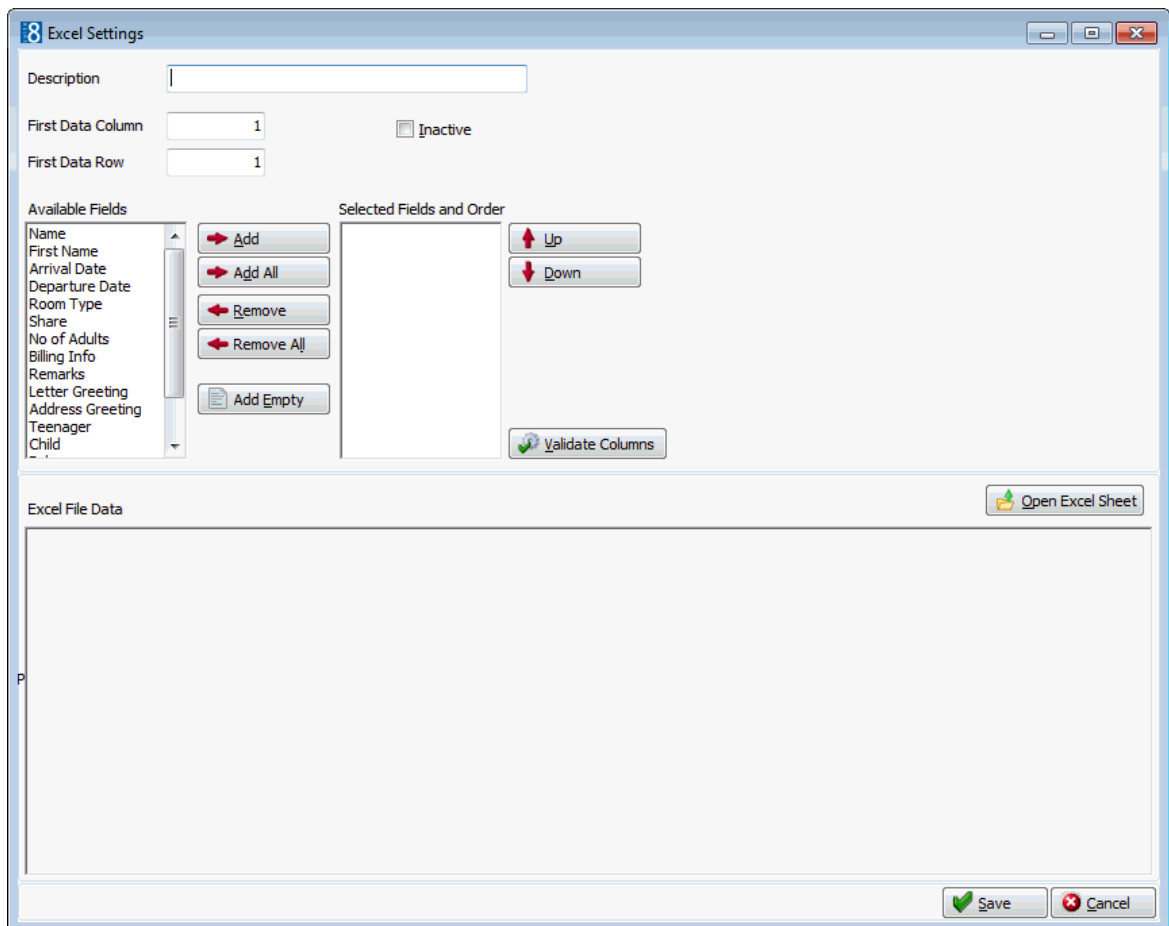 8 Excel Settings
Description
First Data Column 1 Inactive
First Data Row 1
Available Fields Selected Fields and Order
Name
First Name
Arrival Date
Departure Date
Room Type
Share
No of Adults
Billing Info
Remarks
Letter Greeting
Address Greeting
Teenager
Child
Add
Add All
Remove
Remove All
Add Empty
Up
Down
Validate Columns
Excel File Data
Open Excel Sheet
P
Save Cancel